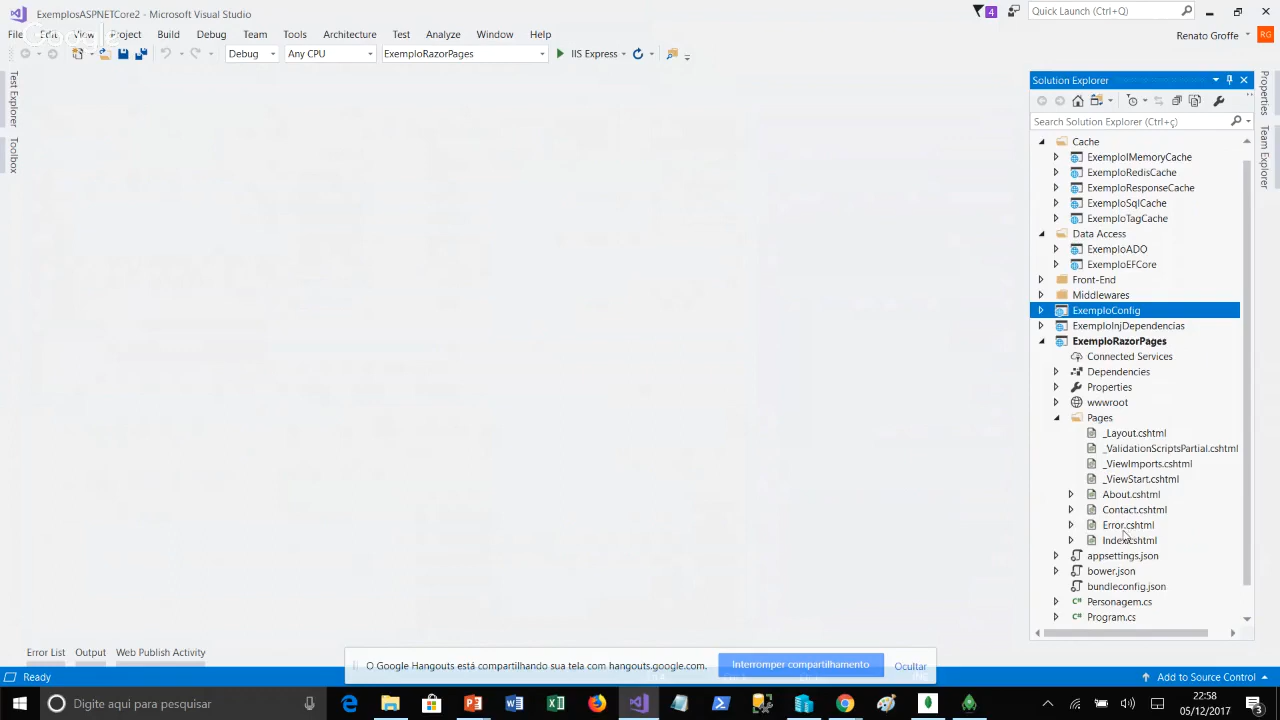 ExemplosASPNETCore2 - Microsoft Visual Studio
4
Quick Launch (Ctrl+Q)
File
Project
Build
Debug
Team
Tools
Architecture
Test
Analyze
Window
Help
Renato Groffe
RG
Google
Debug
Any CPU
ExemploRazorPages
IIS Express
Test Explorer
Toolbox
Solution Explorer
Search Solution Explorer (Ctrl+ç)
Cache
ExemploIMemoryCache
ExemploRedisCache
ExemploResponseCache
ExemploSqlCache
ExemploTagCache
Data Access
ExemploADO
ExemploEFCore
Front-End
Middlewares
ExemploConfig
ExemploInjDependencias
ExemploRazorPages
Connected Services
Dependencies
Properties
wwwroot
Pages
_Layout.cshtml
_ValidationScriptsPartial.cshtml
_ViewImports.cshtml
_ViewStart.cshtml
About.cshtml
Contact.cshtml
Error.cshtml
Index.cshtml
appsettings.json
bower.json
bundleconfig.json
C# Personagem.cs
C# Program.cs
Properties
Team Explorer
Error List
Output
Web Publish Activity
O Google Hangouts está compartilhando sua tela com hangouts.google.com.
Interromper compartilhamento
Ocultar
Ready
Add to Source Control
Digite aqui para pesquisar
22:58
05/12/2017
3